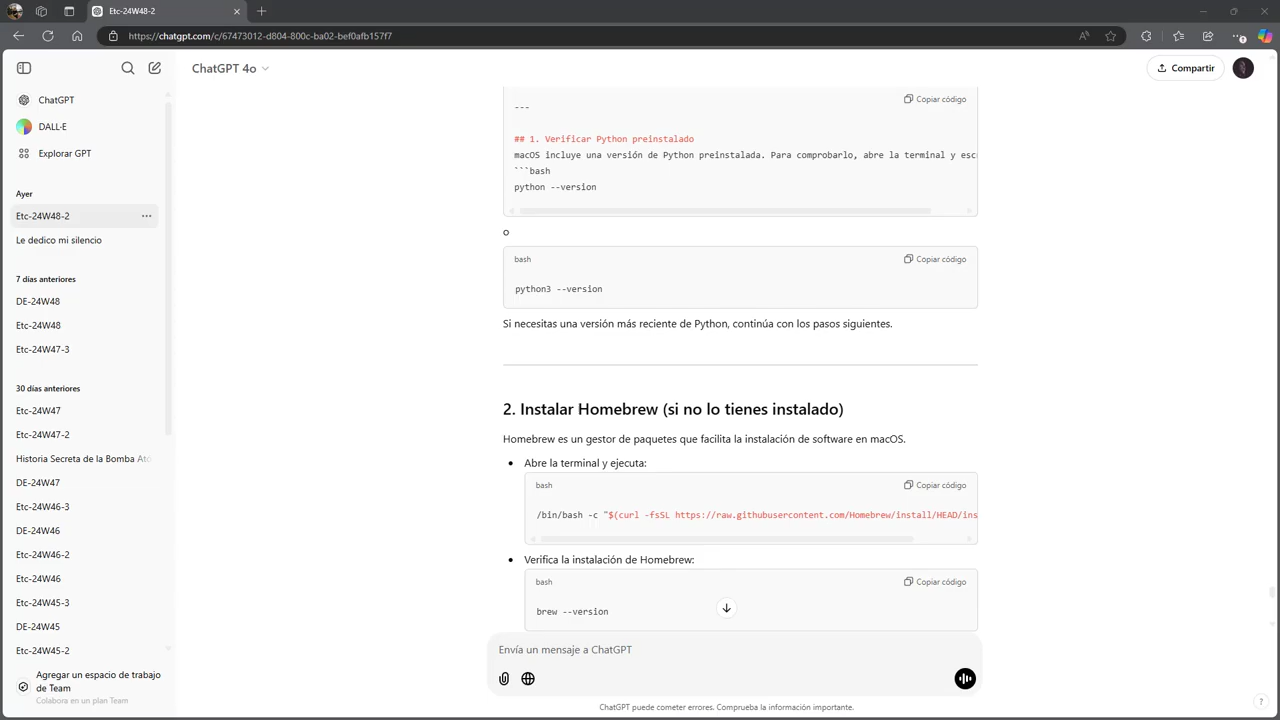 Etc-24W48-2
https://chatgpt.com/c/67473012-d804-800c-ba02-bef0afb157f7
ChatGPT 4o
Compartir
ChatGPT
DALL-E
Explorar GPT
Ayer
Etc-24W48-2
Le dedico mi silencio
7 días anteriores
DE-24W48
Etc-24W48
Etc-24W47-3
30 días anteriores
Etc-24W47
Etc-24W47-2
Historia Secreta de la Bomba Ató
DE-24W47
Etc-24W46-3
DE-24W46
Etc-24W46-2
Etc-24W46
Etc-24W45-3
DE-24W45
Etc-24W45-2
Agregar un espacio de trabajo
de Team
Colabora en un plan Team
Copiar código
---
## 1. Verificar Python preinstalado
macOS incluye una versión de Python preinstalada. Para comprobarlo, abre la terminal y escr
```bash
python --version
o
bash
Copiar código
python3 --version
Si necesitas una versión más reciente de Python, continúa con los pasos siguientes.
2. Instalar Homebrew (si no lo tienes instalado)
Homebrew es un gestor de paquetes que facilita la instalación de software en macOS.
• Abre la terminal y ejecuta:
bash
Copiar código
/bin/bash -c "$(curl -fsSL https://raw.githubusercontent.com/Homebrew/install/HEAD/ins
• Verifica la instalación de Homebrew:
bash
Copiar código
brew --version
Envía un mensaje a ChatGPT
ChatGPT puede cometer errores. Comprueba la información importante.
?